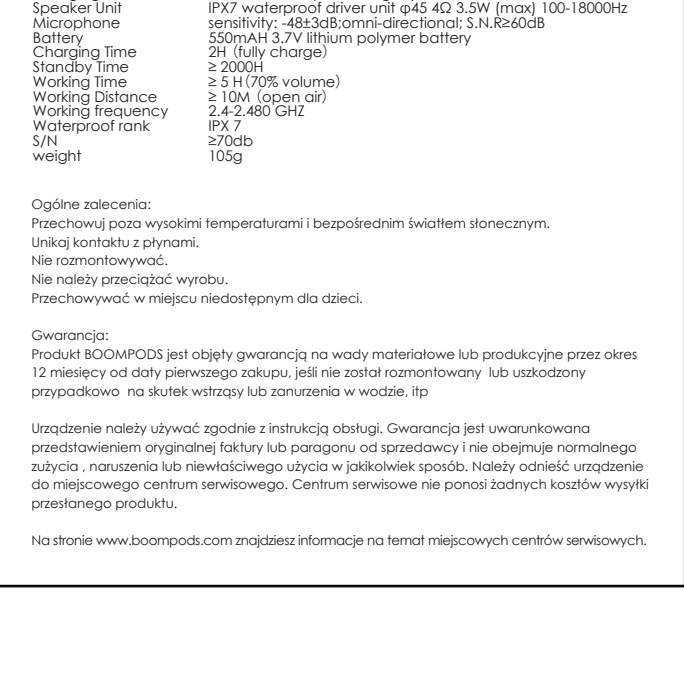 Speaker Unit IPX7 waterproof driver unit φ45 4Ω 3.5W (max) 100-18000Hz
Microphone sensitivity: -48±3dB;omni-directional; S.N.R≥60dB
Battery 550mAH 3.7V lithium polymer battery
Charging Time 2H（fully charge）
Standby Time ≥ 2000H
Working Time ≥ 5 H（70% volume）
Working Distance ≥ 10M（open air）
Working frequency 2.4-2.480 GHZ
Waterproof rank IPX 7
S/N ≥70db
weight 105g
Ogólne zalecenia:
Przechowuj poza wysokimi temperaturami i bezpośrednim światłem słonecznym.
Unikaj kontaktu z płynami.
Nie rozmontowywać.
Nie należy przeciążać wyrobu.
Przechowywać w miejscu niedostępnym dla dzieci.
Gwarancja:
Produkt BOOMPODS jest objęty gwarancją na wady materiałowe lub produkcyjne przez okres
12 miesięcy od daty pierwszego zakupu, jeśli nie został rozmontowany  lub uszkodzony
przypadkowo  na skutek wstrząsy lub zanurzenia w wodzie, itp
Urządzenie należy używać zgodnie z instrukcją obsługi. Gwarancja jest uwarunkowana
przedstawieniem oryginalnej faktury lub paragonu od sprzedawcy i nie obejmuje normalnego
zużycia , naruszenia lub niewłaściwego użycia w jakikolwiek sposób. Należy odnieść urządzenie
do miejscowego centrum serwisowego. Centrum serwisowe nie ponosi żadnych kosztów wysyłki
przesłanego produktu.
Na stronie www.boompods.com znajdziesz informacje na temat miejscowych centrów serwisowych.